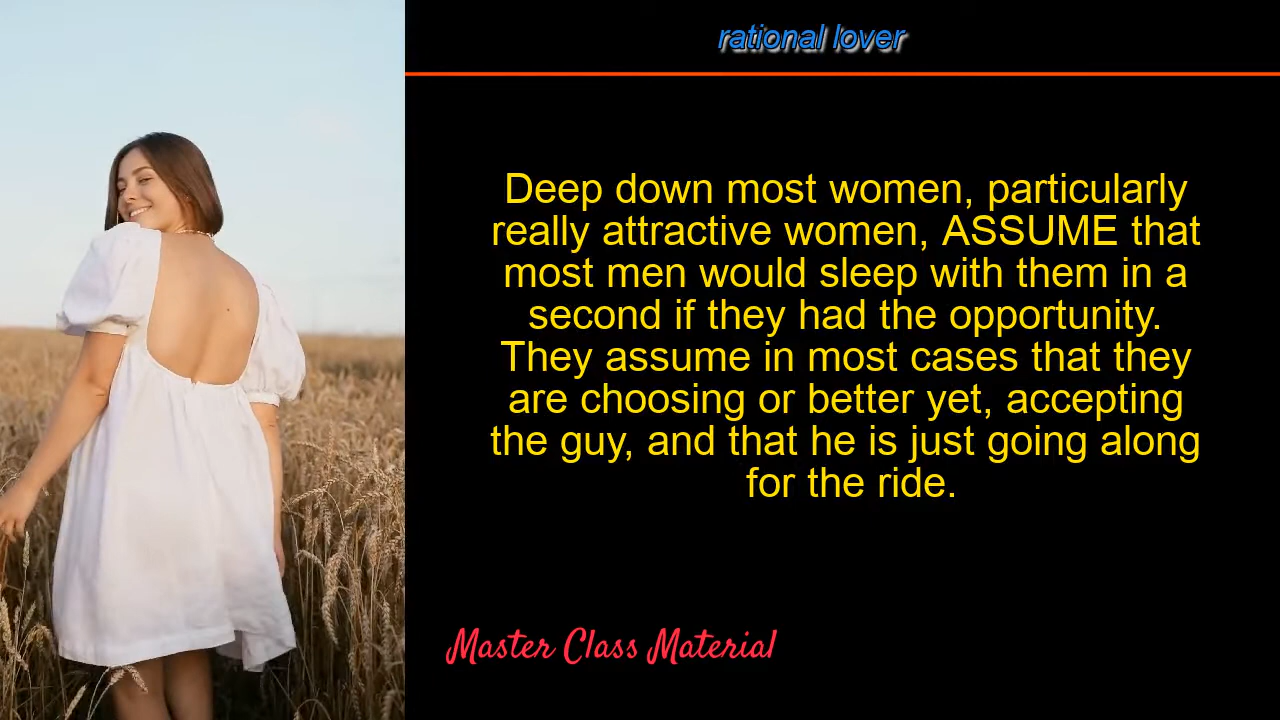 rational lover
Deep down most women, particularly
really attractive women, ASSUME that
most men would sleep with them in a
second if they had the opportunity.
They assume in most cases that they
are choosing or better yet, accepting
the guy, and that he is just going along
for the ride.
Master Class Material